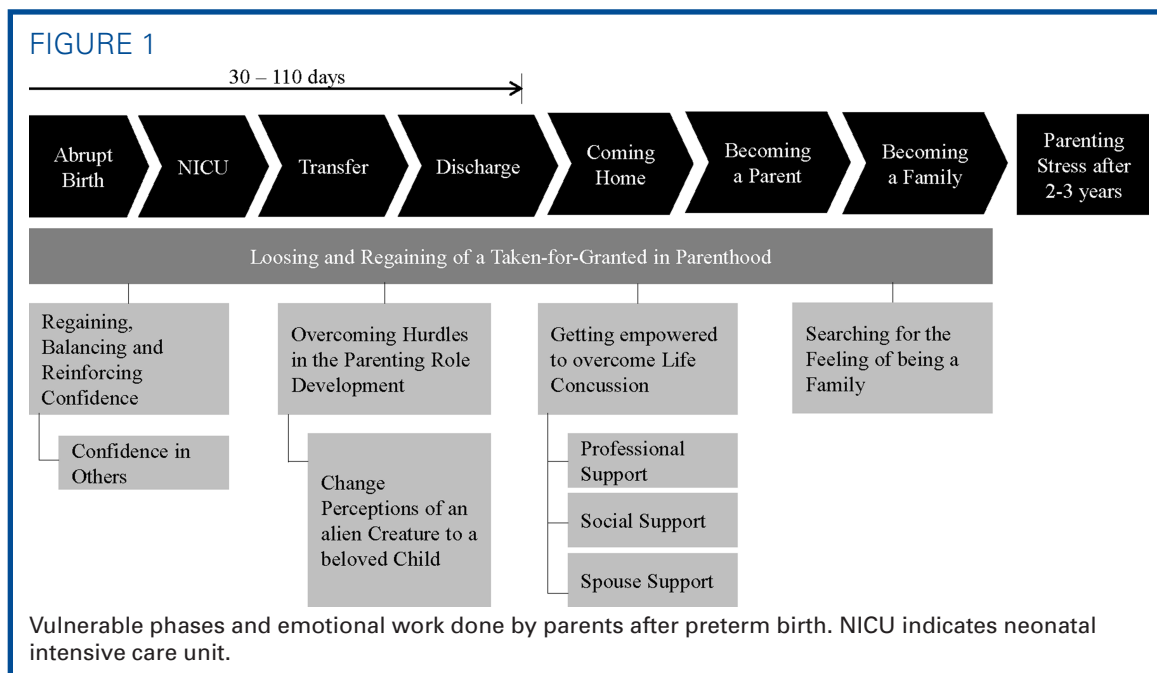 FIGURE 1
30 – 110 days
Abrupt
Birth
NICU
Transfer
Discharge
Coming
Home
Becoming
a Parent
Becoming
a Family
Parenting
Stress after
2-3 years
Loosing and Regaining of a Taken-for-Granted in Parenthood
Regaining,
Balancing and
Reinforcing
Confidence
Confidence in
Others
Overcoming Hurdles
in the Parenting Role
Development
Change
Perceptions of an
alien Creature to a
beloved Child
Getting empowered
to overcome Life
Concussion
Professional
Support
Social Support
Spouse Support
Searching for the
Feeling of being a
Family
Vulnerable phases and emotional work done by parents after preterm birth. NICU indicates neonatal
intensive care unit.